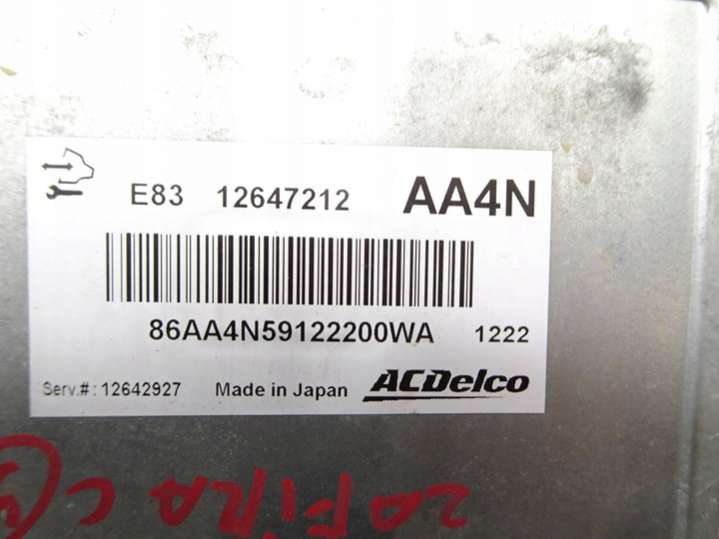 E83 12647212 AA4N
86AA4N59122200WA 1222
Serv.#: 12642927 Made in Japan ACDelco
ZAFIRA C